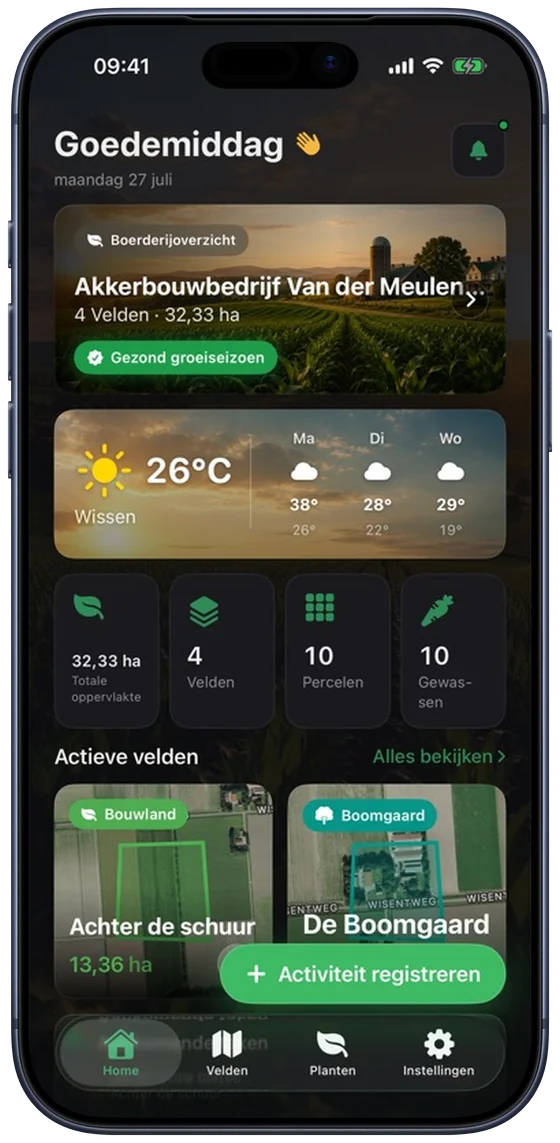 09:41
Goedemiddag 👋
maandag 27 juli
Boerderijoverzicht
Akkerbouwbedrijf Van der Meulen...
4 Velden · 32,33 ha
Gezond groeiseizoen
26°C
Wissen
Ma Di Wo
38° 28° 29°
26° 22° 19°
32,33 ha
Totale
oppervlakte
4
Velden
10
Percelen
10
Gewas-
sen
Actieve velden
Alles bekijken
Bouwland
WI
Achter de schuur
13,36 ha
Boomgaard
SENTWEG WISENTWEG WISENT
De Boomgaard
+ Activiteit registreren
Home
Velden
Planten
Instellingen